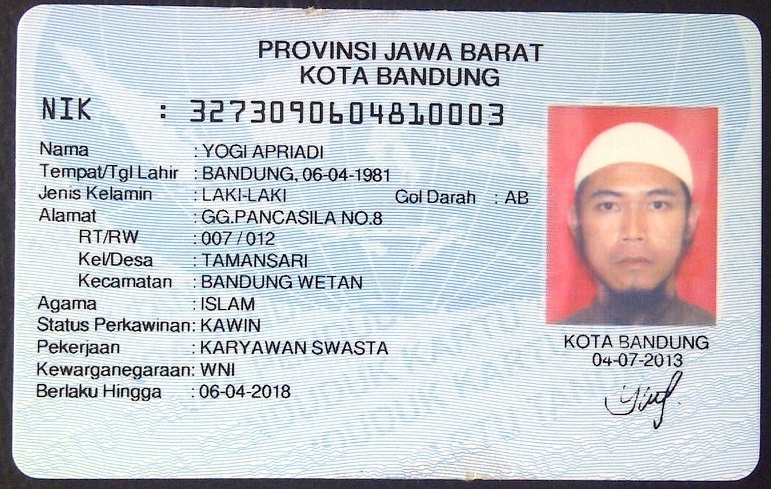 PROVINSI JAWA BARAT
KOTA BANDUNG
NIK : 3273090604810003
Nama : YOGI APRIADI
Tempat/Tgl Lahir : BANDUNG, 06-04-1981
Jenis Kelamin : LAKI-LAKI Gol Darah : AB
Alamat : GG.PANCASILA NO.8
RT/RW : 007 / 012
Kel/Desa : TAMANSARI
Kecamatan : BANDUNG WETAN
Agama : ISLAM
Status Perkawinan: KAWIN
Pekerjaan : KARYAWAN SWASTA
Kewarganegaraan: WNI
Berlaku Hingga : 06-04-2018
KOTA BANDUNG
04-07-2013